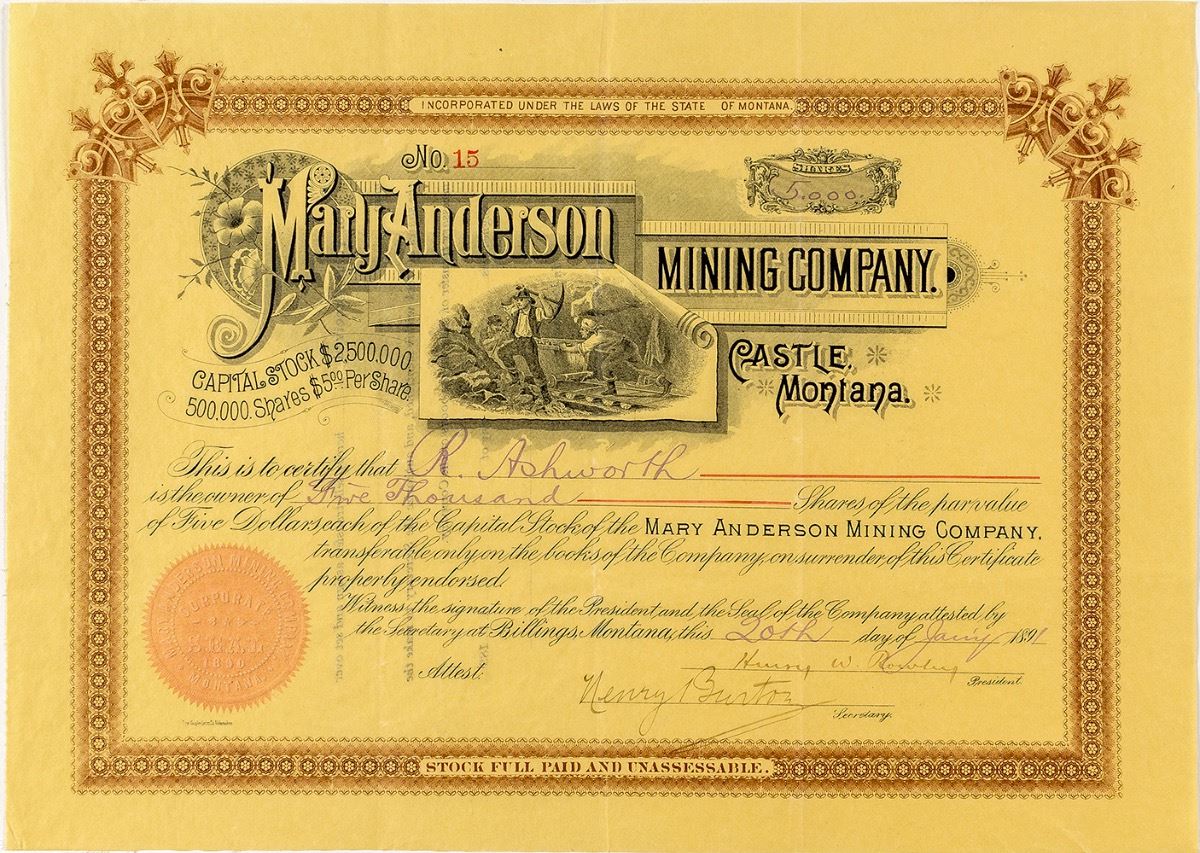 INCORPORATED UNDER THE LAWS OF THE STATE OF MONTANA.
No. 15
SHARES
5.000.
Mary Anderson
MINING COMPANY.
CASTLE,
Montana.
CAPITAL STOCK $2,500.000.
500.000. Shares $5.00 Per Share.
This is to certify that R. Ashworth
is the owner of Five Thousand Shares of the par value
of Five Dollars each of the Capital Stock of the MARY ANDERSON MINING COMPANY.
transferable only on the books of the Company, on surrender of this Certificate
properly endorsed.
Witness, the signature of the President and the Seal of the Company attested by
the Secretary at Billings, Montana, this 20th day of Jany 1891
Henry W.
President.
Attest:
Henry Burton
Secretary.
CORPORATE
SEAL
1890
MONTANA.
STOCK FULL PAID AND UNASSESSABLE.